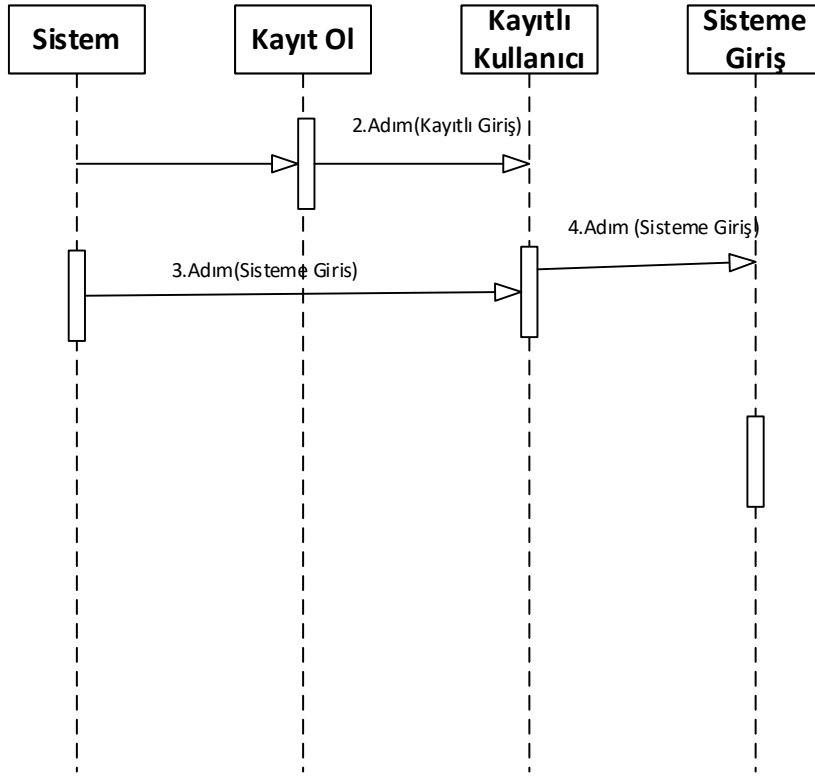 Sistem
Kayıt Ol
Kayıtlı
Kullanıcı
Sisteme
Giriş
2.Adım(Kayıtlı Giriş)
4.Adım (Sisteme Giriş)
3.Adım(Sisteme Giris)